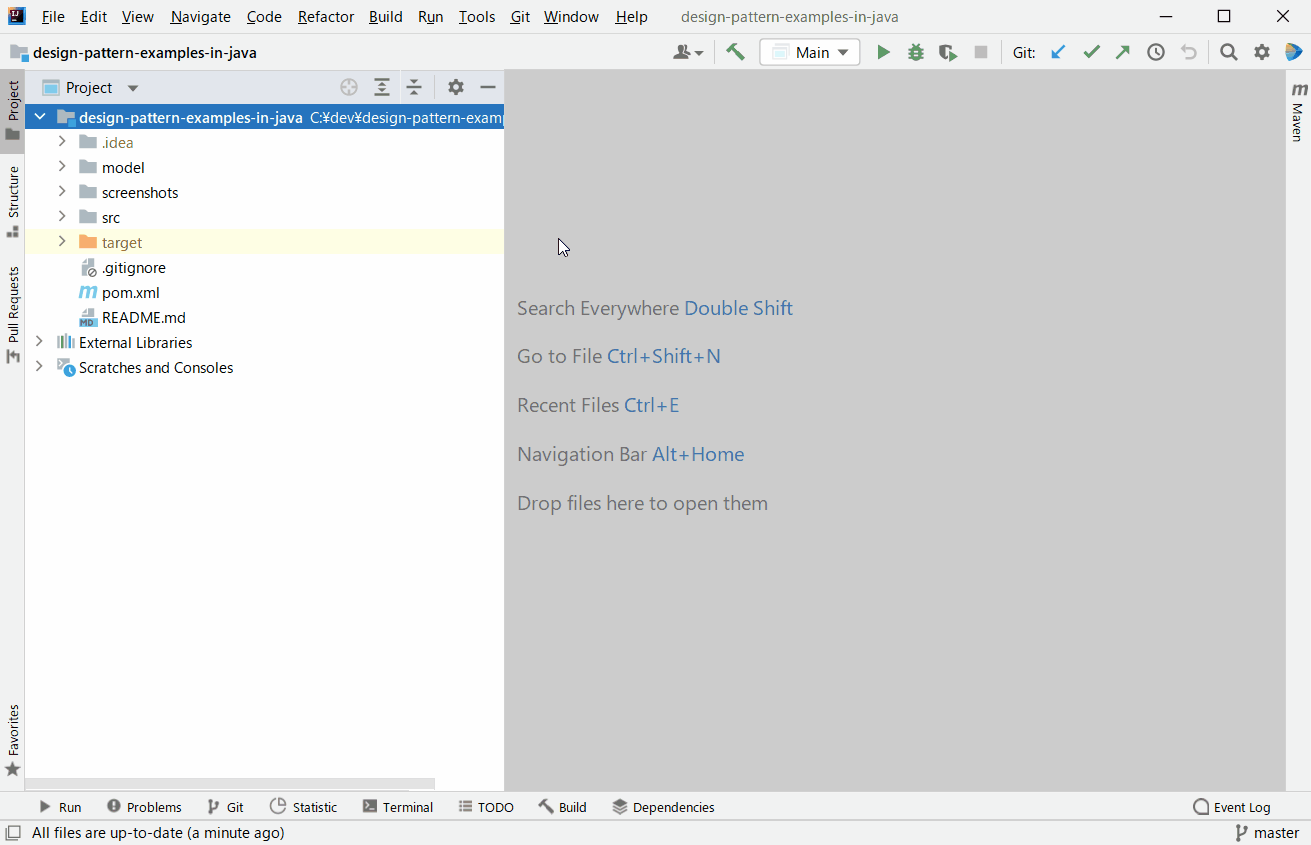 File Edit View Navigate Code Refactor Build Run Tools Git Window Help design-pattern-examples-in-java
design-pattern-examples-in-java Main Git:
Project
design-pattern-examples-in-java C:¥dev¥design-pattern-exam
.idea
model
screenshots
src
target
.gitignore
pom.xml
README.md
External Libraries
Scratches and Consoles
Project
Structure
Pull Requests
Favorites
Search Everywhere Double Shift
Go to File Ctrl+Shift+N
Recent Files Ctrl+E
Navigation Bar Alt+Home
Drop files here to open them
m
Maven
Run Problems Git Statistic Terminal TODO Build Dependencies Event Log
All files are up-to-date (a minute ago) master